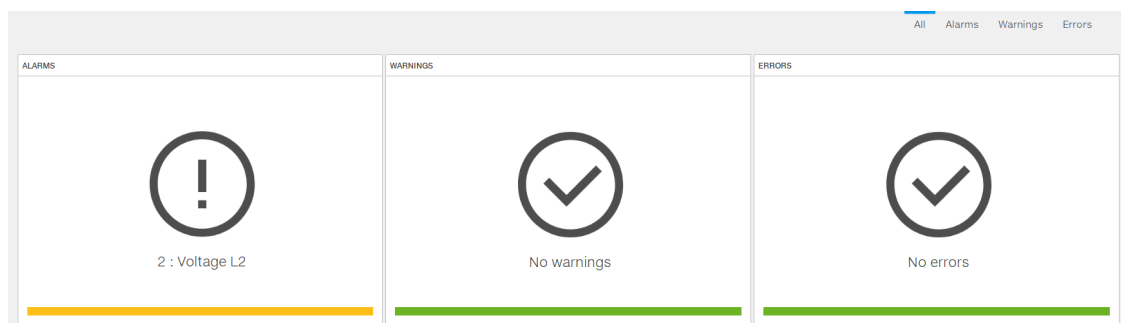 All Alarms Warnings Errors
ALARMS
WARNINGS
ERRORS
2 : Voltage L2
No warnings
No errors